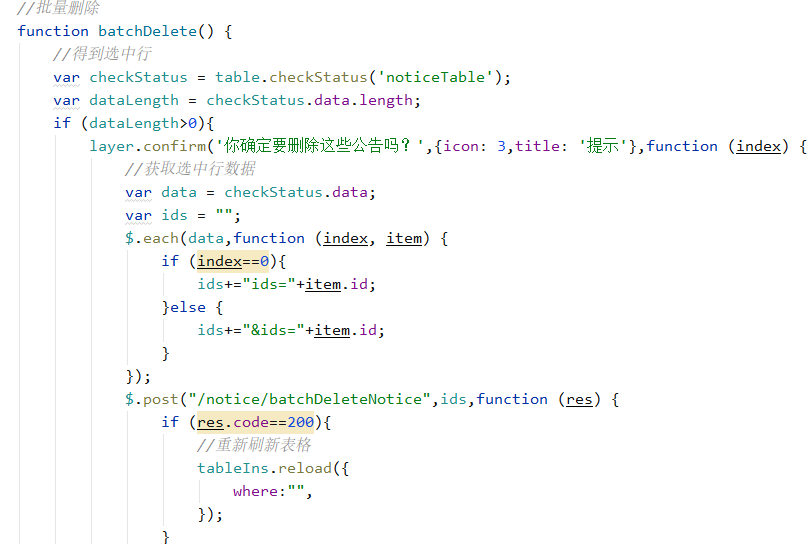 //批量删除
function batchDelete() {
//得到选中行
var checkStatus = table.checkStatus('noticeTable');
var dataLength = checkStatus.data.length;
if (dataLength>0){
layer.confirm('你确定要删除这些公告吗？',{icon: 3,title: '提示'},function (index) {
//获取选中行数据
var data = checkStatus.data;
var ids = "";
$.each(data,function (index, item) {
if (index==0){
ids+="ids="+item.id;
}else {
ids+="&ids="+item.id;
}
});
$.post("/notice/batchDeleteNotice",ids,function (res) {
if (res.code==200){
//重新刷新表格
tableIns.reload({
where:"",
});
}